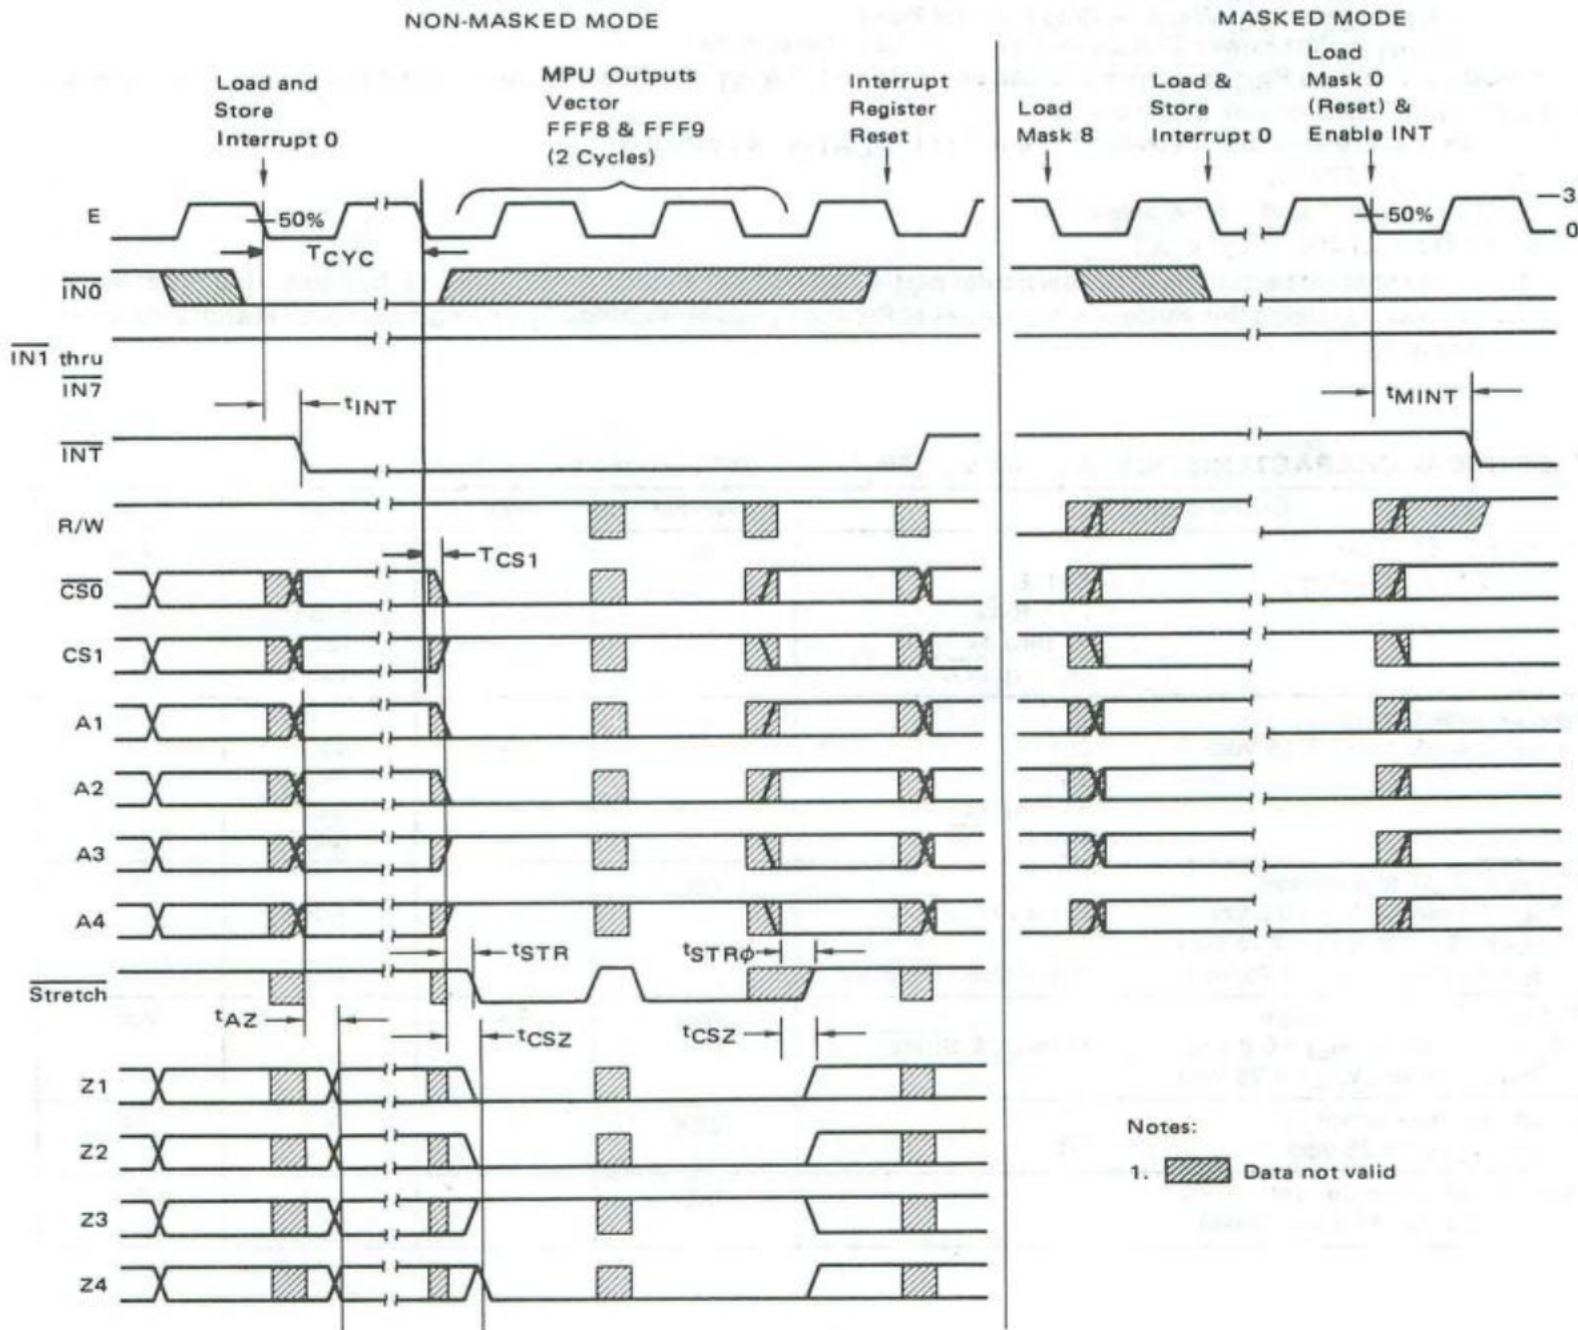 NON-MASKED MODE
MASKED MODE
Load and
Store
Interrupt 0
MPU Outputs
Vector
FFF8 & FFF9
(2 Cycles)
Interrupt
Register
Reset
Load
Mask 8
Load &
Store
Interrupt 0
Load
Mask 0
(Reset) &
Enable INT
E
50%
50%
3
0
TCYC
IN0
IN1 thru
IN7
tINT
tMINT
INT
R/W
TCS1
CS0
CS1
A1
A2
A3
A4
tSTR
tSTRϕ
Stretch
tAZ
tCSZ
tCSZ
Z1
Z2
Z3
Z4
Notes:
1. Data not valid